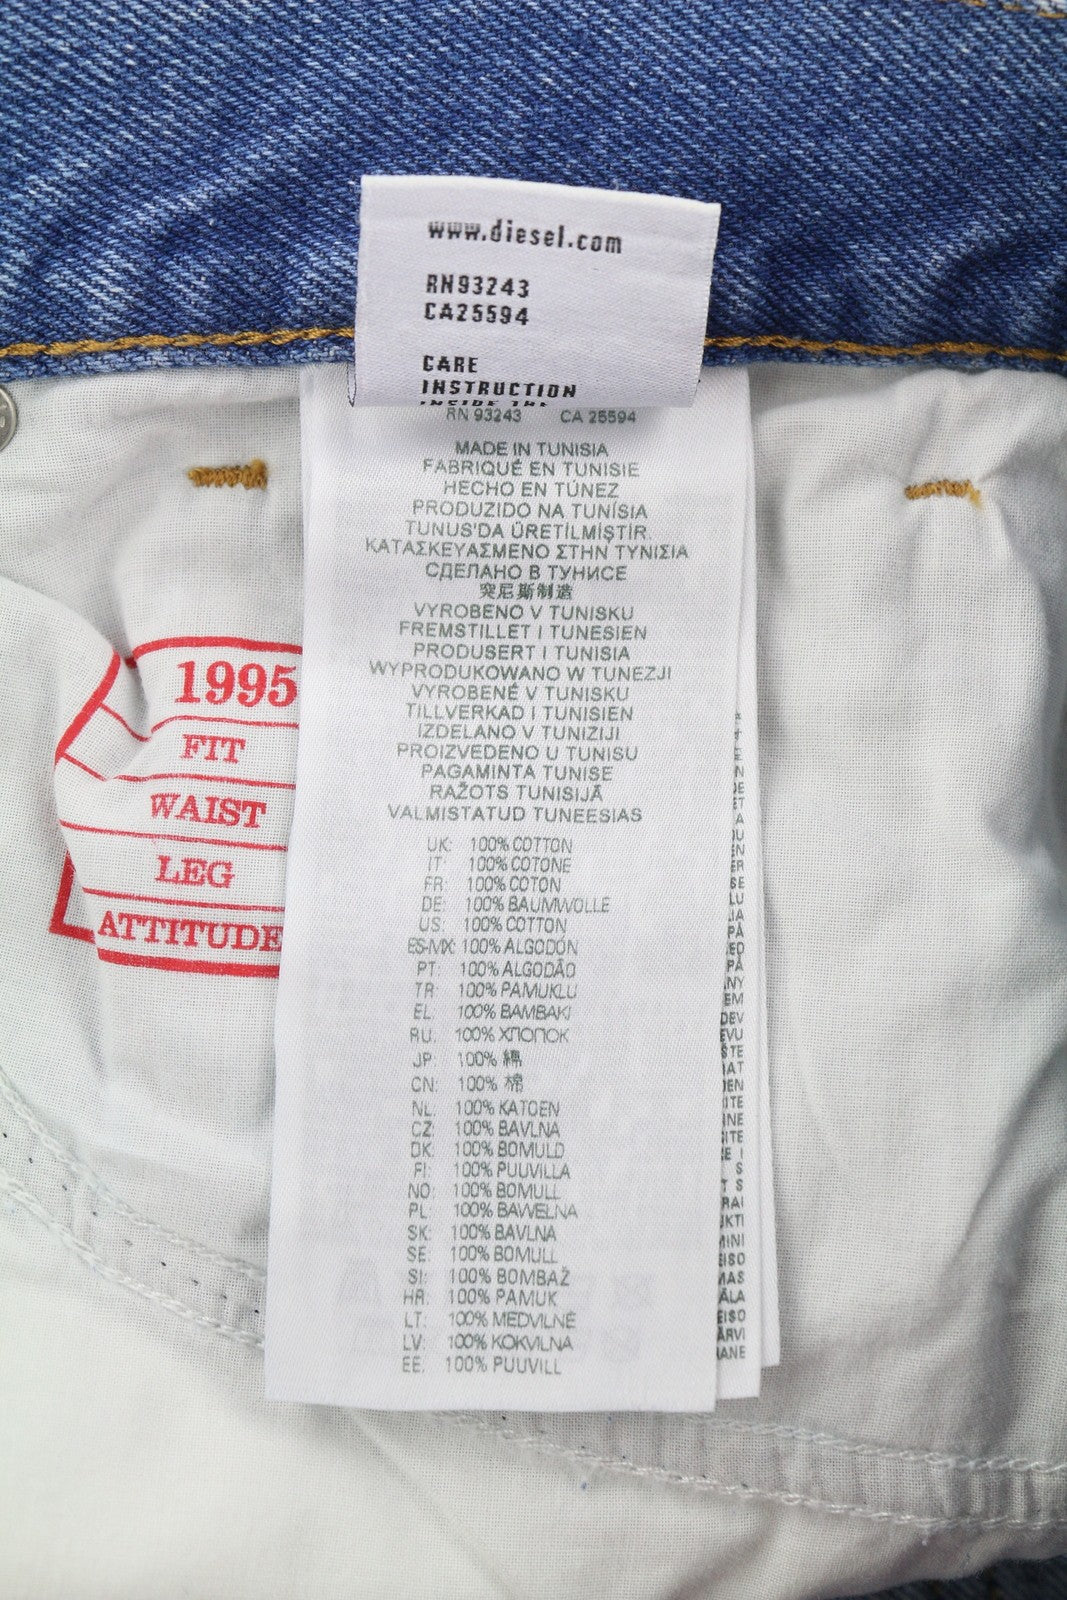 www.diesel.com
RN93243
CA25594
CARE
INSTRUCTION
INSIDE THE
RN 93243 CA 25594
MADE IN TUNISIA
FABRIQUÉ EN TUNISIE
HECHO EN TÚNEZ
PRODUZIDO NA TUNÍSIA
TUNUS'DA ÜRETİLMİŞTİR.
ΚΑΤΑΣΚΕΥΑΣΜΕΝΟ ΣΤΗΝ ΤΥΝΙΣΙΑ
СДЕЛАНО В ТУНИСЕ
突尼斯制造
VYROBENO V TUNISKU
FREMSTILLET I TUNESIEN
PRODUSERT I TUNISIA
WYPRODUKOWANO W TUNEZJI
VYROBENÉ V TUNISKU
TILLVERKAD I TUNISIEN
IZDELANO V TUNIZIJI
PROIZVEDENO U TUNISU
PAGAMINTA TUNISE
RAŽOTS TUNISIJĀ
VALMISTATUD TUNEESIAS
UK: 100% COTTON
IT: 100% COTONE
FR: 100% COTON
DE: 100% BAUMWOLLE
US: 100% COTTON
ES-MX: 100% ALGODÓN
PT: 100% ALGODÃO
TR: 100% PAMUKLU
EL: 100% ΒΑΜΒΑΚΙ
RU: 100% ХЛОПОК
JP: 100% 綿
CN: 100% 棉
NL: 100% KATOEN
CZ: 100% BAVLNA
DK: 100% BOMULD
FI: 100% PUUVILLA
NO: 100% BOMULL
PL: 100% BAWEŁNA
SK: 100% BAVLNA
SE: 100% BOMULL
SI: 100% BOMBAŽ
HR: 100% PAMUK
LT: 100% MEDVILNĖ
LV: 100% KOKVILNA
EE: 100% PUUVILL
1995
FIT
WAIST
LEG
ATTITUDE